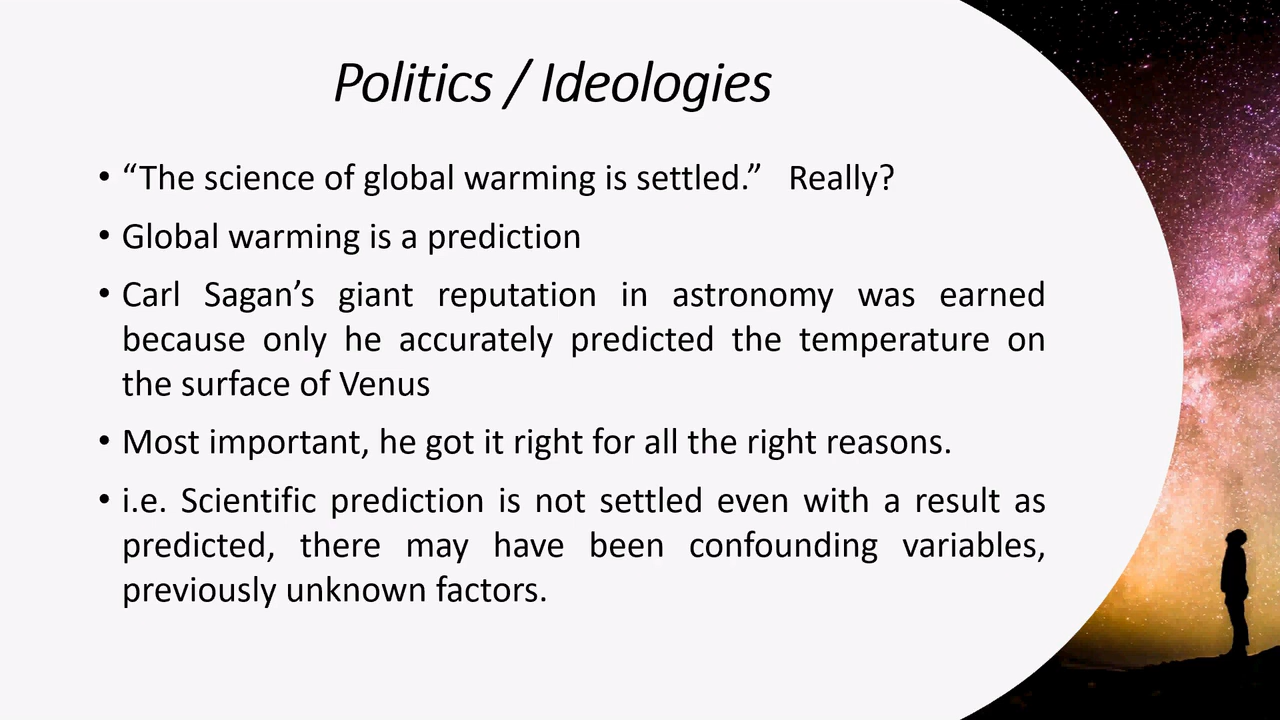 Politics / Ideologies
• “The science of global warming is settled.”   Really?
• Global warming is a prediction
• Carl Sagan’s giant reputation in astronomy was earned
because only he accurately predicted the temperature on
the surface of Venus
• Most important, he got it right for all the right reasons.
• i.e. Scientific prediction is not settled even with a result as
predicted, there may have been confounding variables,
previously unknown factors.